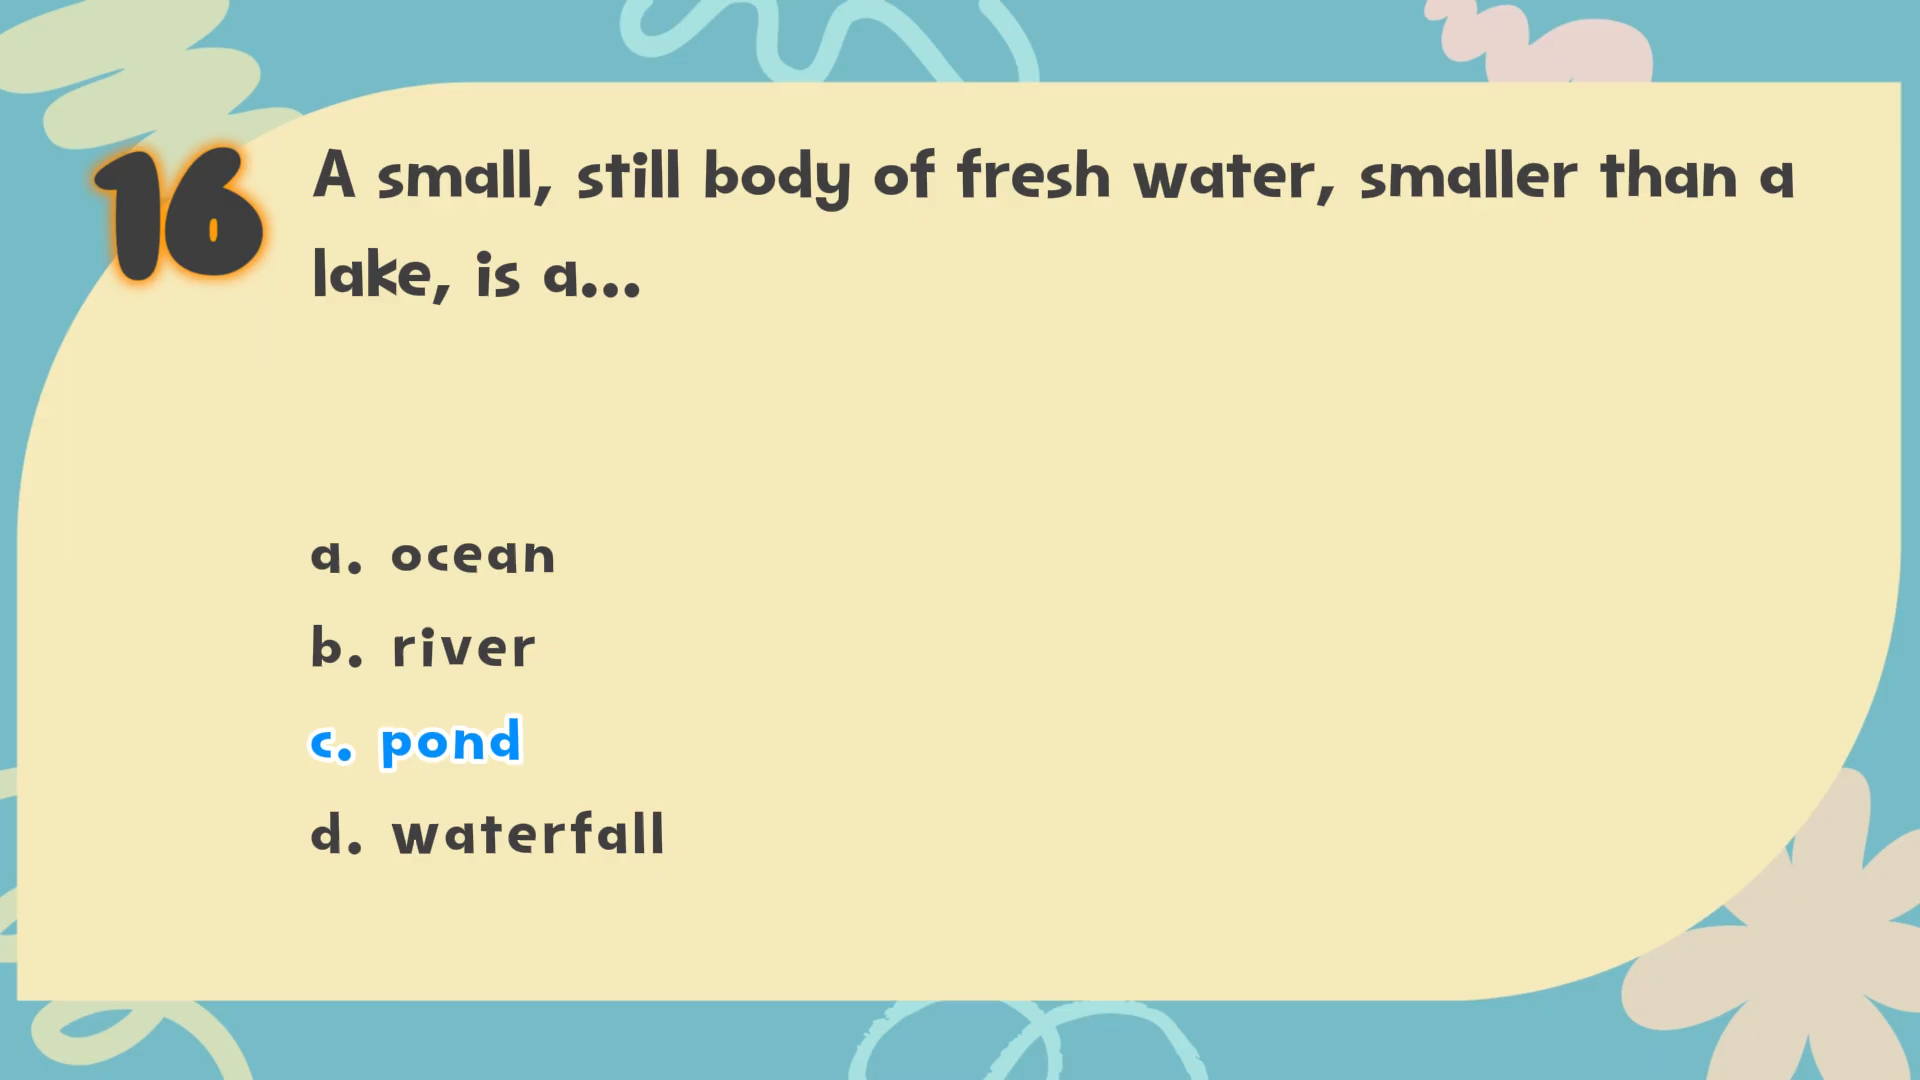 16
A small, still body of fresh water, smaller than a
lake, is a...
a. ocean
b. river
c. pond
d. waterfall